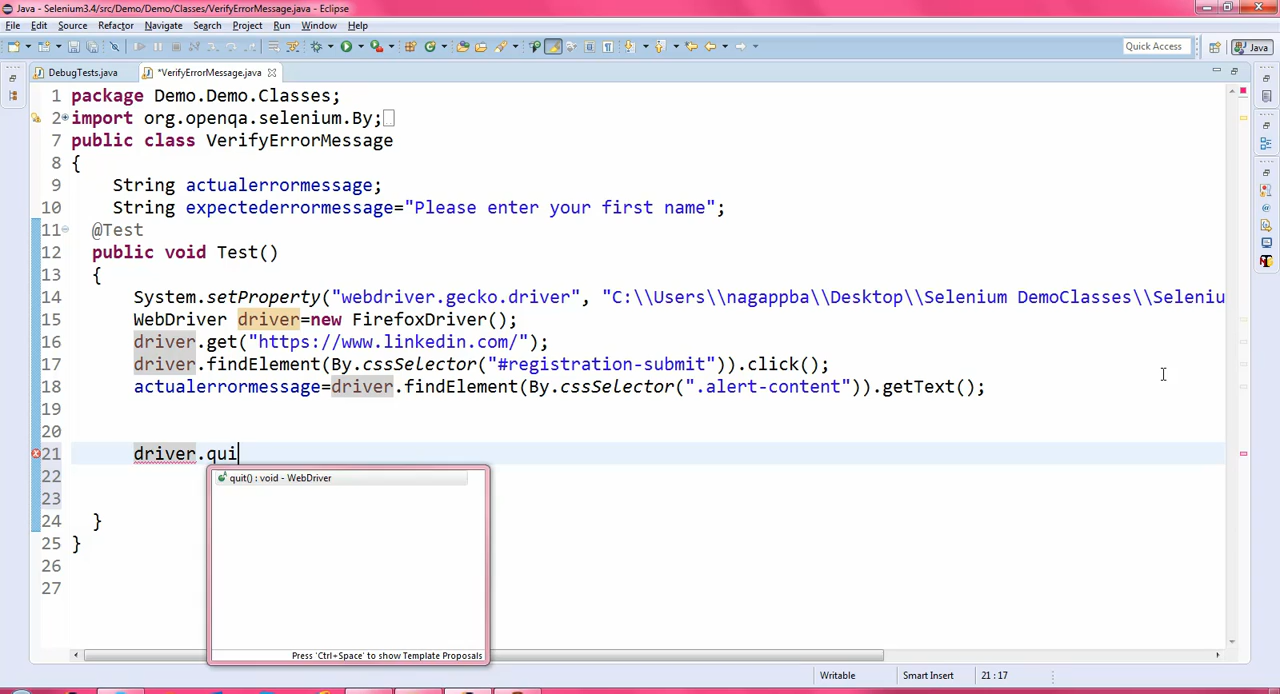 Java - Selenium3.4/src/Demo/Demo/Classes/VerifyErrorMessage.java - Eclipse
File Edit Source Refactor Navigate Search Project Run Window Help
Quick Access Java
DebugTests.java *VerifyErrorMessage.java
1 package Demo.Demo.Classes;
2 import org.openqa.selenium.By;
7 public class VerifyErrorMessage
8 {
9 String actualerrormessage;
10 String expectederrormessage="Please enter your first name";
11 @Test
12 public void Test()
13 {
14 System.setProperty("webdriver.gecko.driver", "C:\\Users\\nagappba\\Desktop\\Selenium DemoClasses\\Seleniu
15 WebDriver driver=new FirefoxDriver();
16 driver.get("https://www.linkedin.com/");
17 driver.findElement(By.cssSelector("#registration-submit")).click();
18 actualerrormessage=driver.findElement(By.cssSelector(".alert-content")).getText();
19
20
21 driver.qui
22
quit() : void - WebDriver
23
24 }
25 }
26
27
Press 'Ctrl+Space' to show Template Proposals
Writable Smart Insert 21 : 17